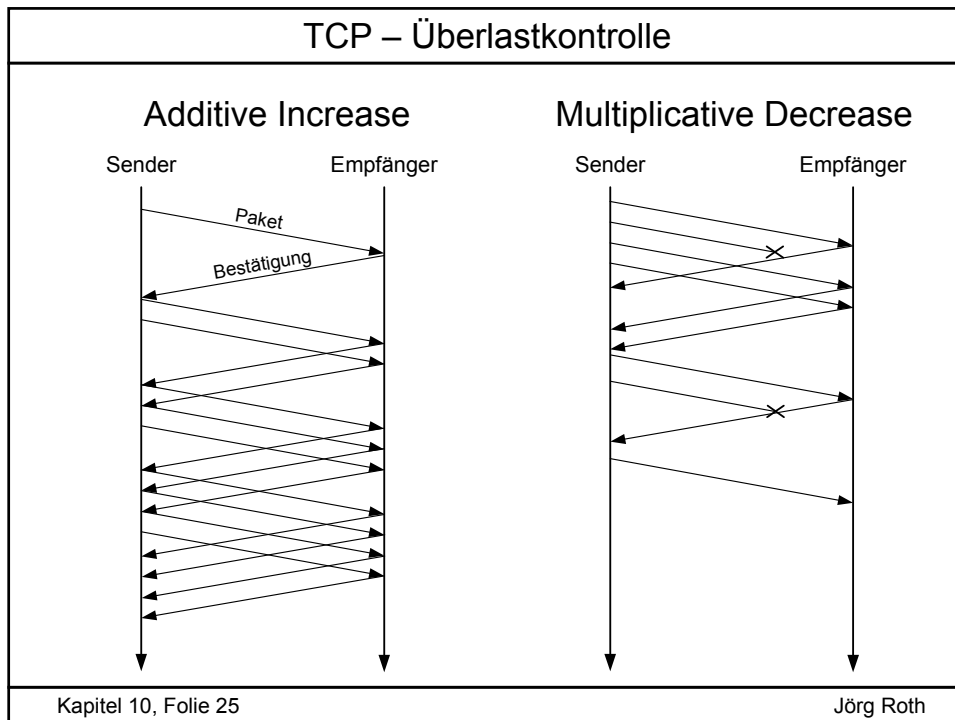 TCP – Überlastkontrolle
Additive Increase
Multiplicative Decrease
Sender
Empfänger
Sender
Empfänger
Paket
Bestätigung
Kapitel 10, Folie 25
Jörg Roth